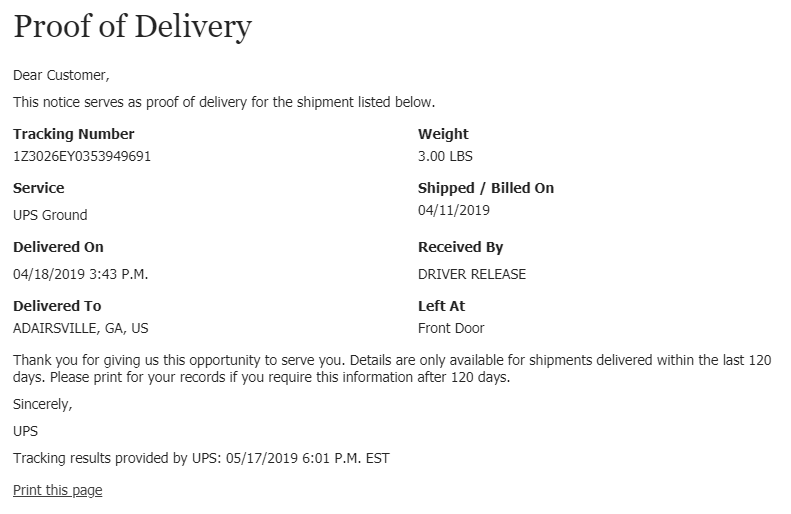 Proof of Delivery
Dear Customer,
This notice serves as proof of delivery for the shipment listed below.
Tracking Number
1Z3026EY0353949691
Weight
3.00 LBS
Service
UPS Ground
Shipped / Billed On
04/11/2019
Delivered On
04/18/2019 3:43 P.M.
Received By
DRIVER RELEASE
Delivered To
ADAIRSVILLE, GA, US
Left At
Front Door
Thank you for giving us this opportunity to serve you. Details are only available for shipments delivered within the last 120
days. Please print for your records if you require this information after 120 days.
Sincerely,
UPS
Tracking results provided by UPS: 05/17/2019 6:01 P.M. EST
Print this page